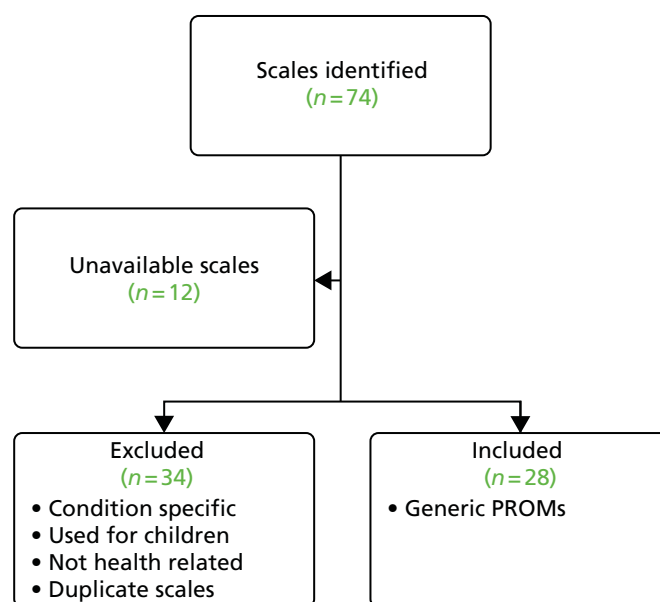 Scales identified
(n=74)
Unavailable scales
(n=12)
Excluded
(n=34)
• Condition specific
• Used for children
• Not health related
• Duplicate scales
Included
(n=28)
• Generic PROMs